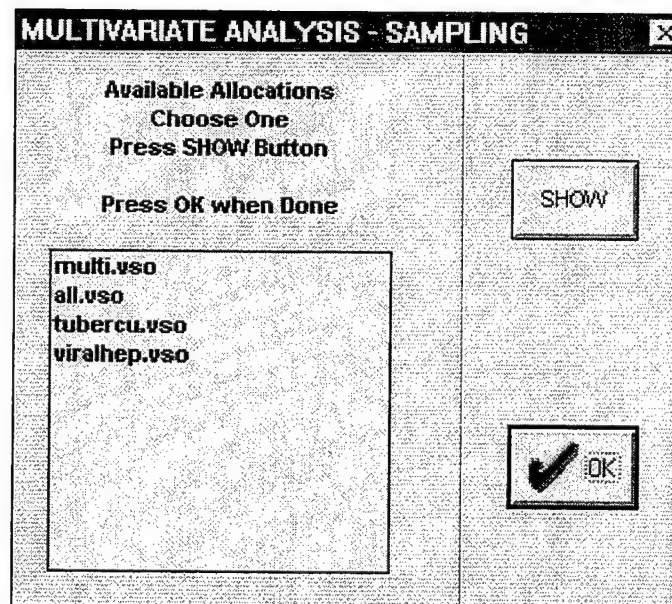 MULTIVARIATE ANALYSIS - SAMPLING
Available Allocations
Choose One
Press SHOW Button
Press OK when Done
SHOW
multi.vso
all.vso
tubercu.vso
viralhep.vso
OK